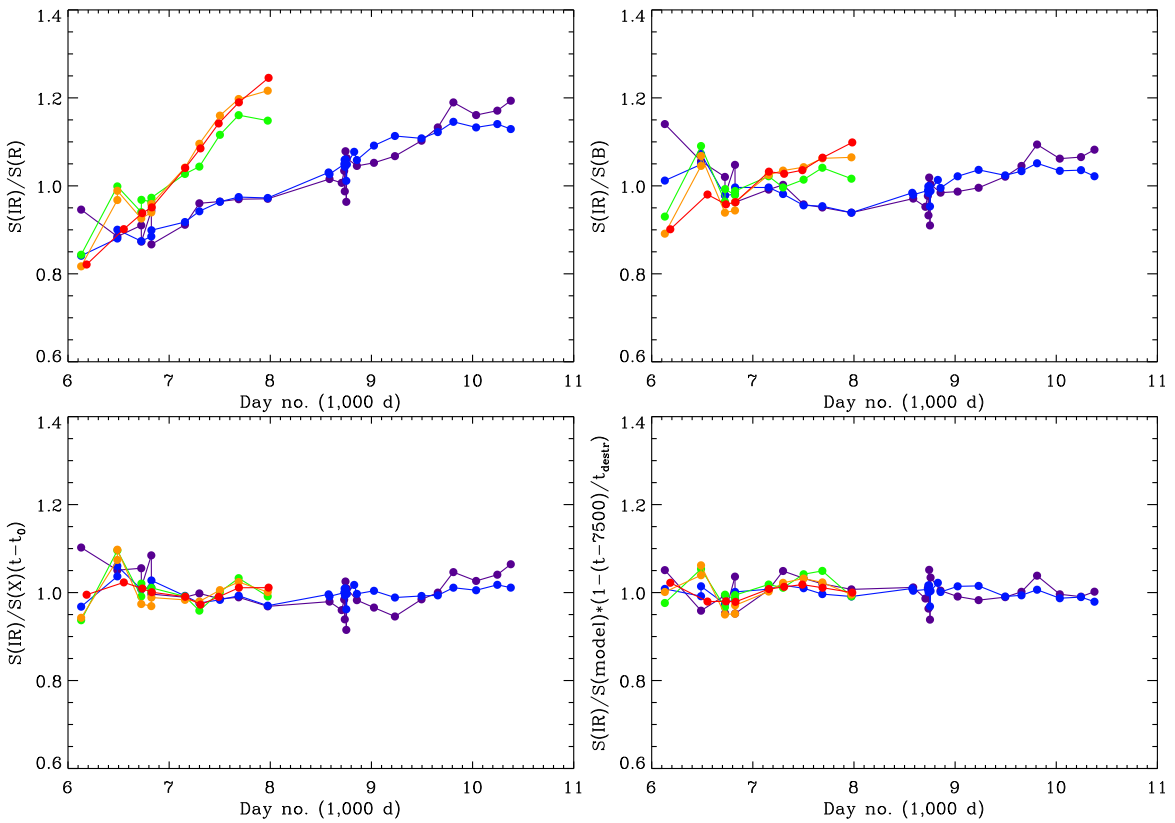 1.4
1.2
1.0
0.8
0.6
S(IR)/S(R)
6 7 8 9 10 11
Day no. (1,000 d)
1.4
1.2
1.0
0.8
0.6
S(IR)/S(B)
6 7 8 9 10 11
Day no. (1,000 d)
1.4
1.2
1.0
0.8
0.6
S(IR)/S(X)(t−t0)
6 7 8 9 10 11
Day no. (1,000 d)
1.4
1.2
1.0
0.8
0.6
S(IR)/S(model)*(1−(t−7500)/tdestr)
6 7 8 9 10 11
Day no. (1,000 d)